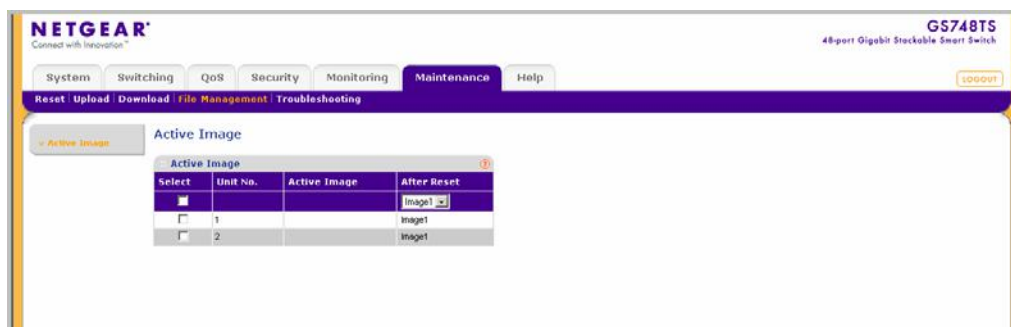 NETGEAR
Connect with Innovation™
GS748TS
48-port Gigabit Stackable Smart Switch
System Switching QoS Security Monitoring Maintenance Help
LOGOUT
Reset Upload Download File Management Troubleshooting
Active Image
Active Image
Active Image
Select Unit No. Active Image After Reset
Image1
1 Image1
2 Image1